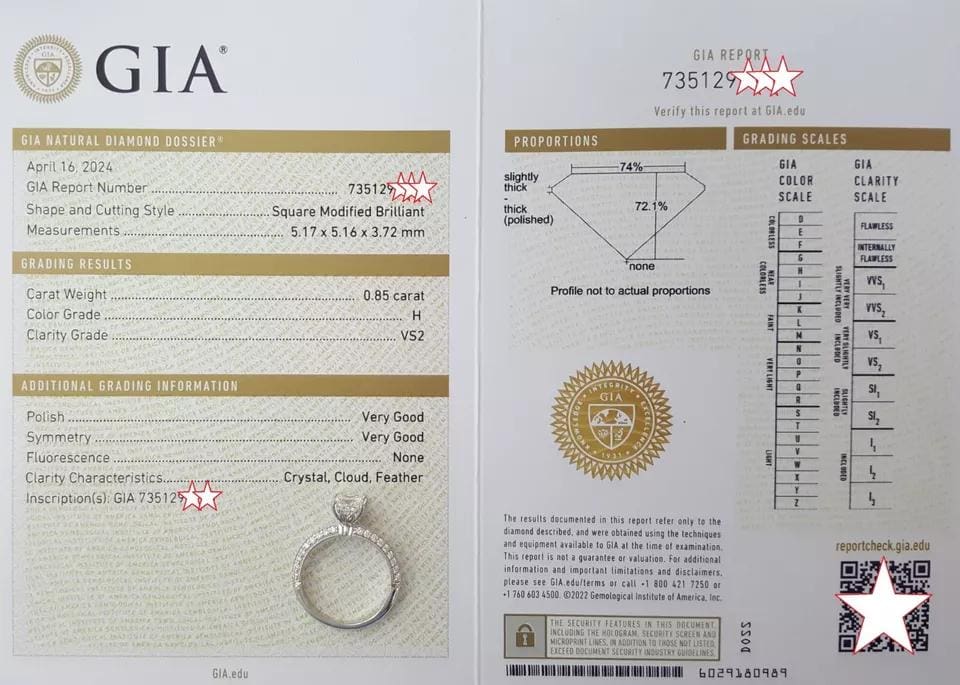 GIA®
GIA NATURAL DIAMOND DOSSIER®
April 16, 2024
GIA Report Number 735129
Shape and Cutting Style Square Modified Brilliant
Measurements 5.17 x 5.16 x 3.72 mm
GRADING RESULTS
Carat Weight 0.85 carat
Color Grade H
Clarity Grade VS2
ADDITIONAL GRADING INFORMATION
Polish Very Good
Symmetry Very Good
Fluorescence None
Clarity Characteristics Crystal, Cloud, Feather
Inscription(s): GIA 735129
GIA.edu
GIA REPORT
735129
Verify this report at GIA.edu
PROPORTIONS
74%
slightly
thick
-
thick
(polished)
72.1%
none
Profile not to actual proportions
INTEGRITY
GIA
KNOWLEDGE
EXCELLENCE
1931
The results documented in this report refer only to the
diamond described, and were obtained using the techniques
and equipment available to GIA at the time of examination.
This report is not a guarantee or valuation. For additional
information and important limitations and disclaimers,
please see GIA.edu/terms or call +1 800 421 7250 or
+1 760 603 4500. ©2022 Gemological Institute of America, Inc.
THE SECURITY FEATURES IN THIS DOCUMENT,
INCLUDING THE HOLOGRAM, SECURITY SCREEN AND
MICROPRINT LINES, IN ADDITION TO THOSE NOT LISTED,
EXCEED DOCUMENT SECURITY INDUSTRY GUIDELINES.
D022
6029180989
GRADING SCALES
GIA
COLOR
SCALE
COLORLESS
D
E
F
NEAR COLORLESS
G
H
I
J
FAINT
K
L
M
VERY LIGHT
N
O
P
Q
R
LIGHT
S
T
U
V
W
X
Y
Z
GIA
CLARITY
SCALE
FLAWLESS
INTERNALLY
FLAWLESS
VERY VERY SLIGHTLY INCLUDED
VVS1
VVS2
VERY SLIGHTLY INCLUDED
VS1
VS2
SLIGHTLY INCLUDED
SI1
SI2
INCLUDED
I1
I2
I3
reportcheck.gia.edu